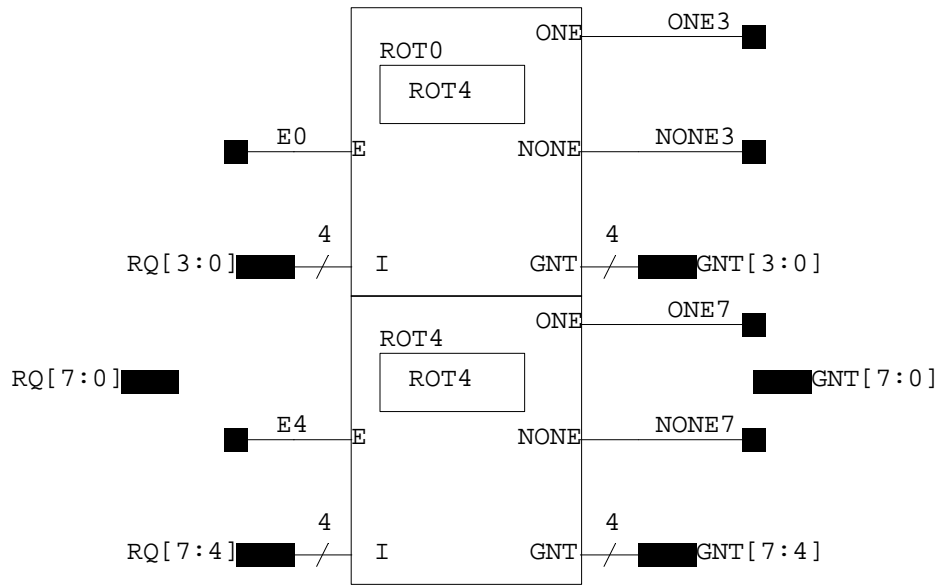 ONE ONE3
ROT0
ROT4
E0 E NONE NONE3
4 4
RQ[3:0] I GNT GNT[3:0]
ONE ONE7
ROT4
RQ[7:0] ROT4 GNT[7:0]
E4 E NONE NONE7
4 4
RQ[7:4] I GNT GNT[7:4]